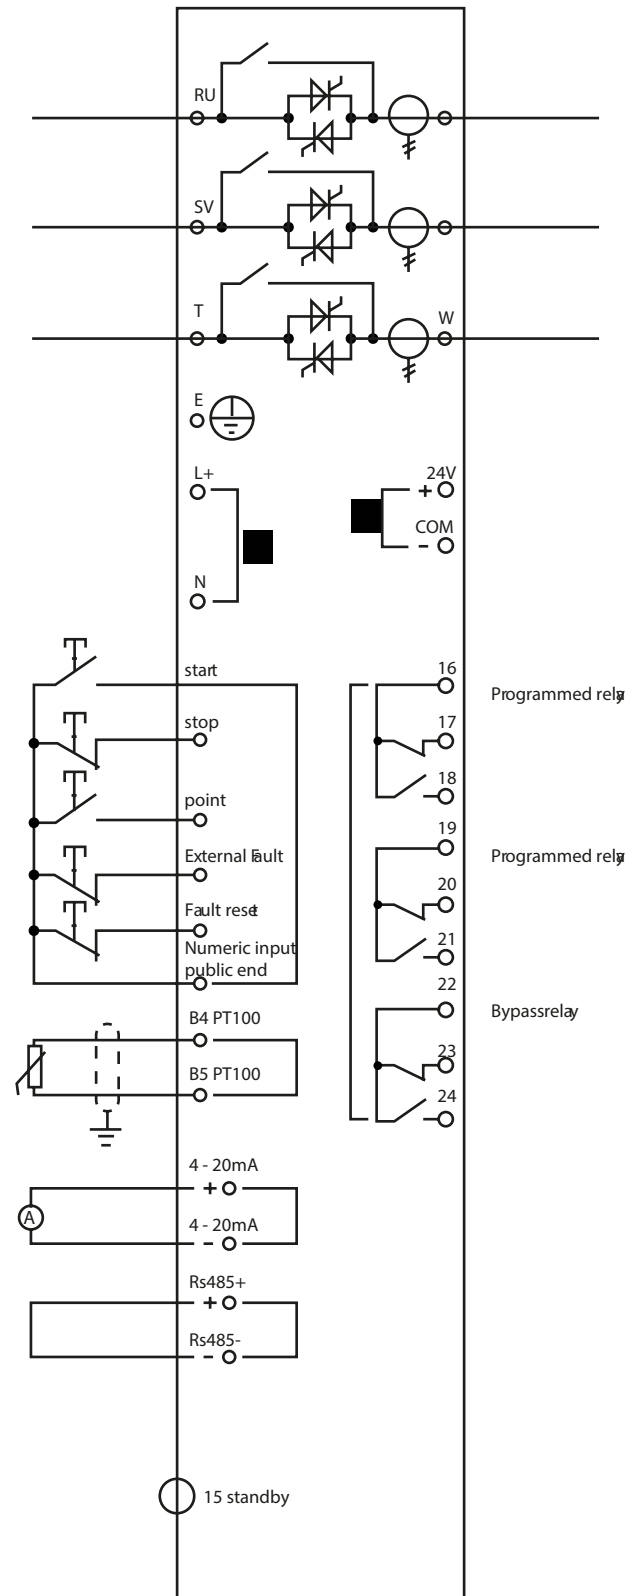 RU
SV
T
W
E
L+
24V
COM
N
start
16
Programmed relay
stop
17
point
18
19
External Fault
Programmed relay
20
Fault reset
21
Numeric input
public end
22
Bypassrelay
B4 PT100
23
B5 PT100
24
4 - 20mA
+
A
4 - 20mA
-
Rs485+
+
Rs485-
-
15 standby